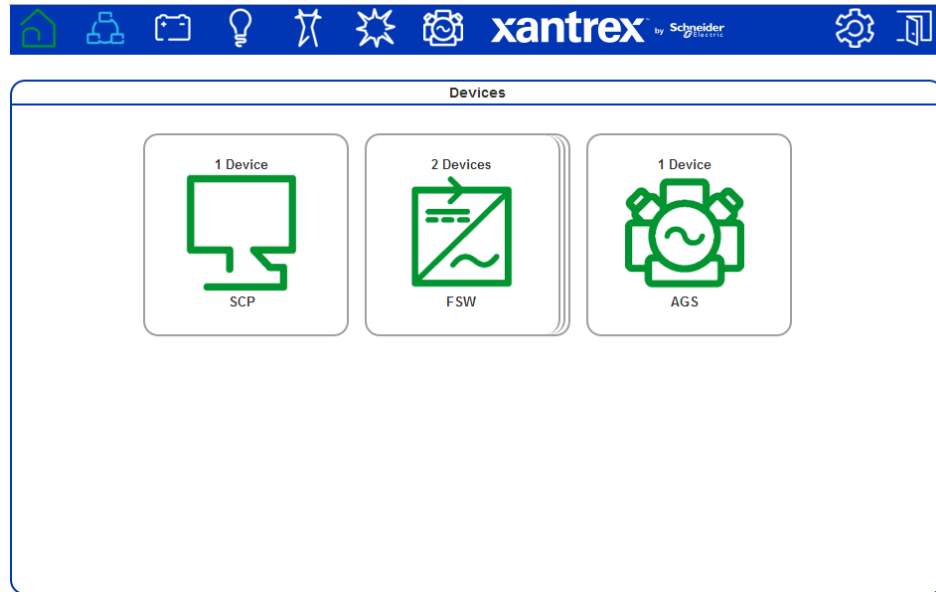 xantrex by Schneider Electric
Devices
1 Device
SCP
2 Devices
FSW
1 Device
AGS